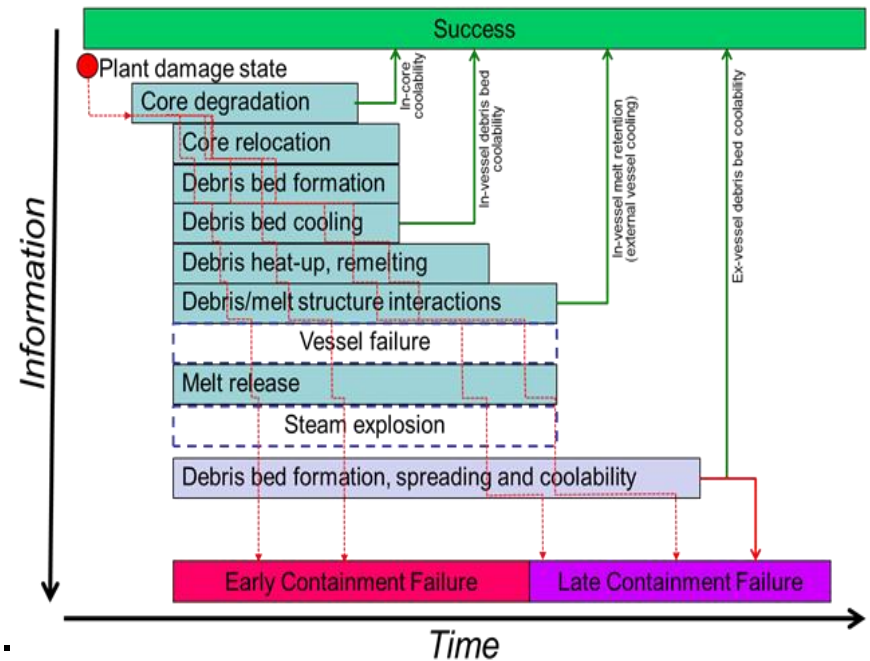 Success
Plant damage state
Core degradation
In-core
coolability
Core relocation
Debris bed formation
Debris bed cooling
In-vessel debris bed
coolability
Debris heat-up, remelting
Debris/melt structure interactions
In-vessel melt retention
(external vessel cooling)
Ex-vessel debris bed coolability
Vessel failure
Melt release
Steam explosion
Debris bed formation, spreading and coolability
Early Containment Failure
Late Containment Failure
Information
Time